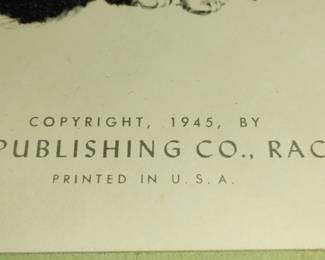 COPYRIGHT, 1945, BY
PUBLISHING CO., RAC
PRINTED IN U.S.A.